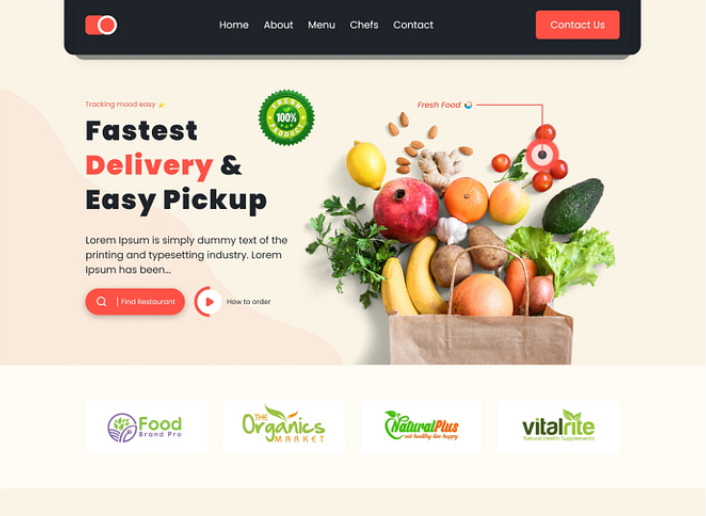 Home About Menu Chefs Contact
Contact Us
Tracking mood easy 👉
Fastest
Delivery &
Easy Pickup
FRESH
100%
PRODUCT
Fresh Food
Lorem Ipsum is simply dummy text of the
printing and typesetting industry. Lorem
Ipsum has been...
| Find Restourant
How to order
Food
Brand Pro
THE
Organics
MARKET
NaturalPlus
eat healthy live happy
vitalrite
Natural Health Supplements